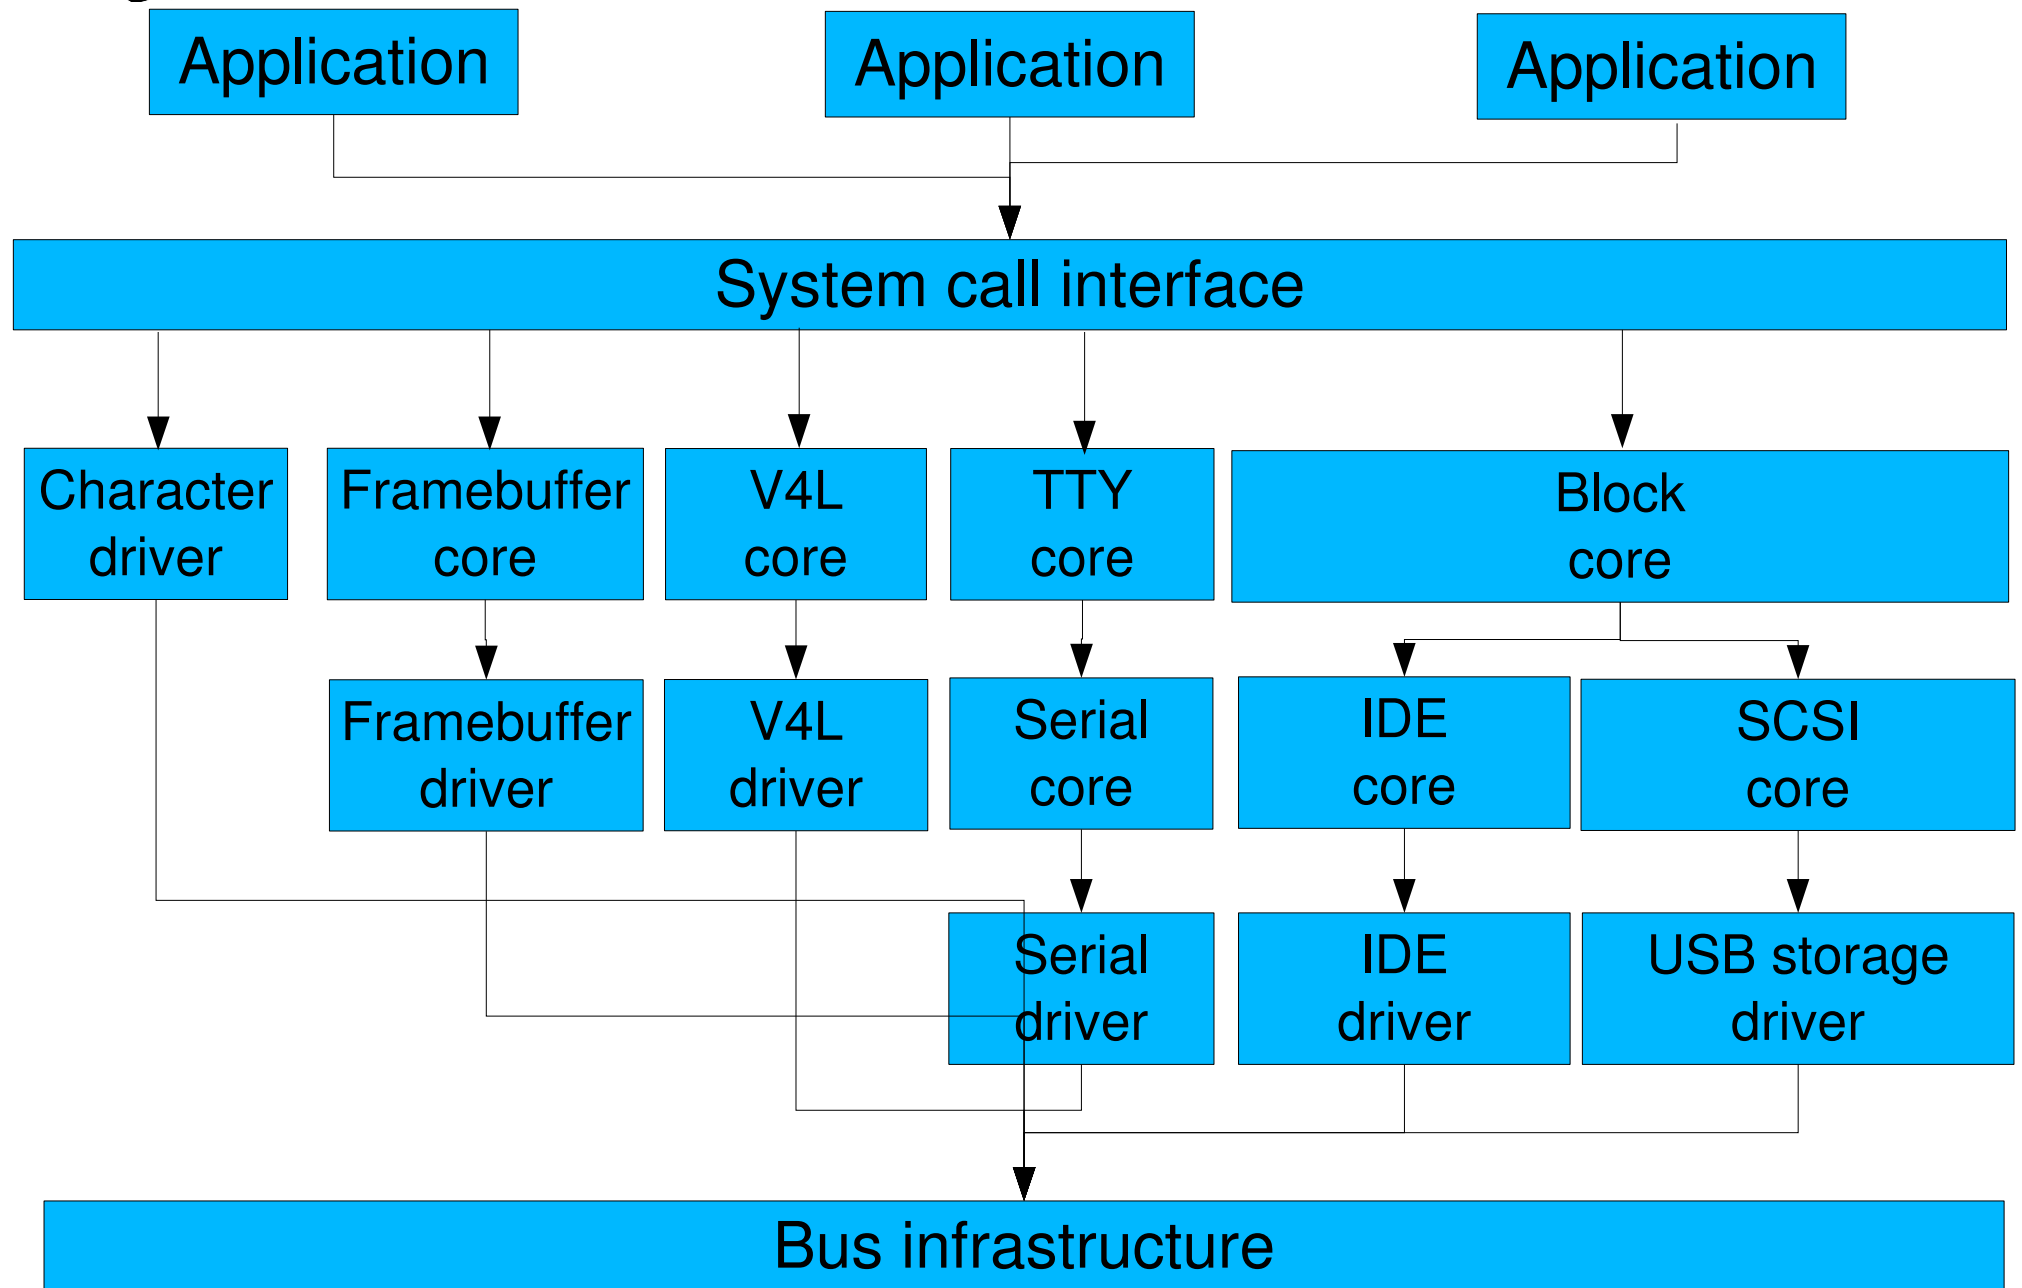 Application
Application
Application
System call interface
Character
driver
Framebuffer
core
V4L
core
TTY
core
Block
core
Framebuffer
driver
V4L
driver
Serial
core
IDE
core
SCSI
core
Serial
driver
IDE
driver
USB storage
driver
Bus infrastructure